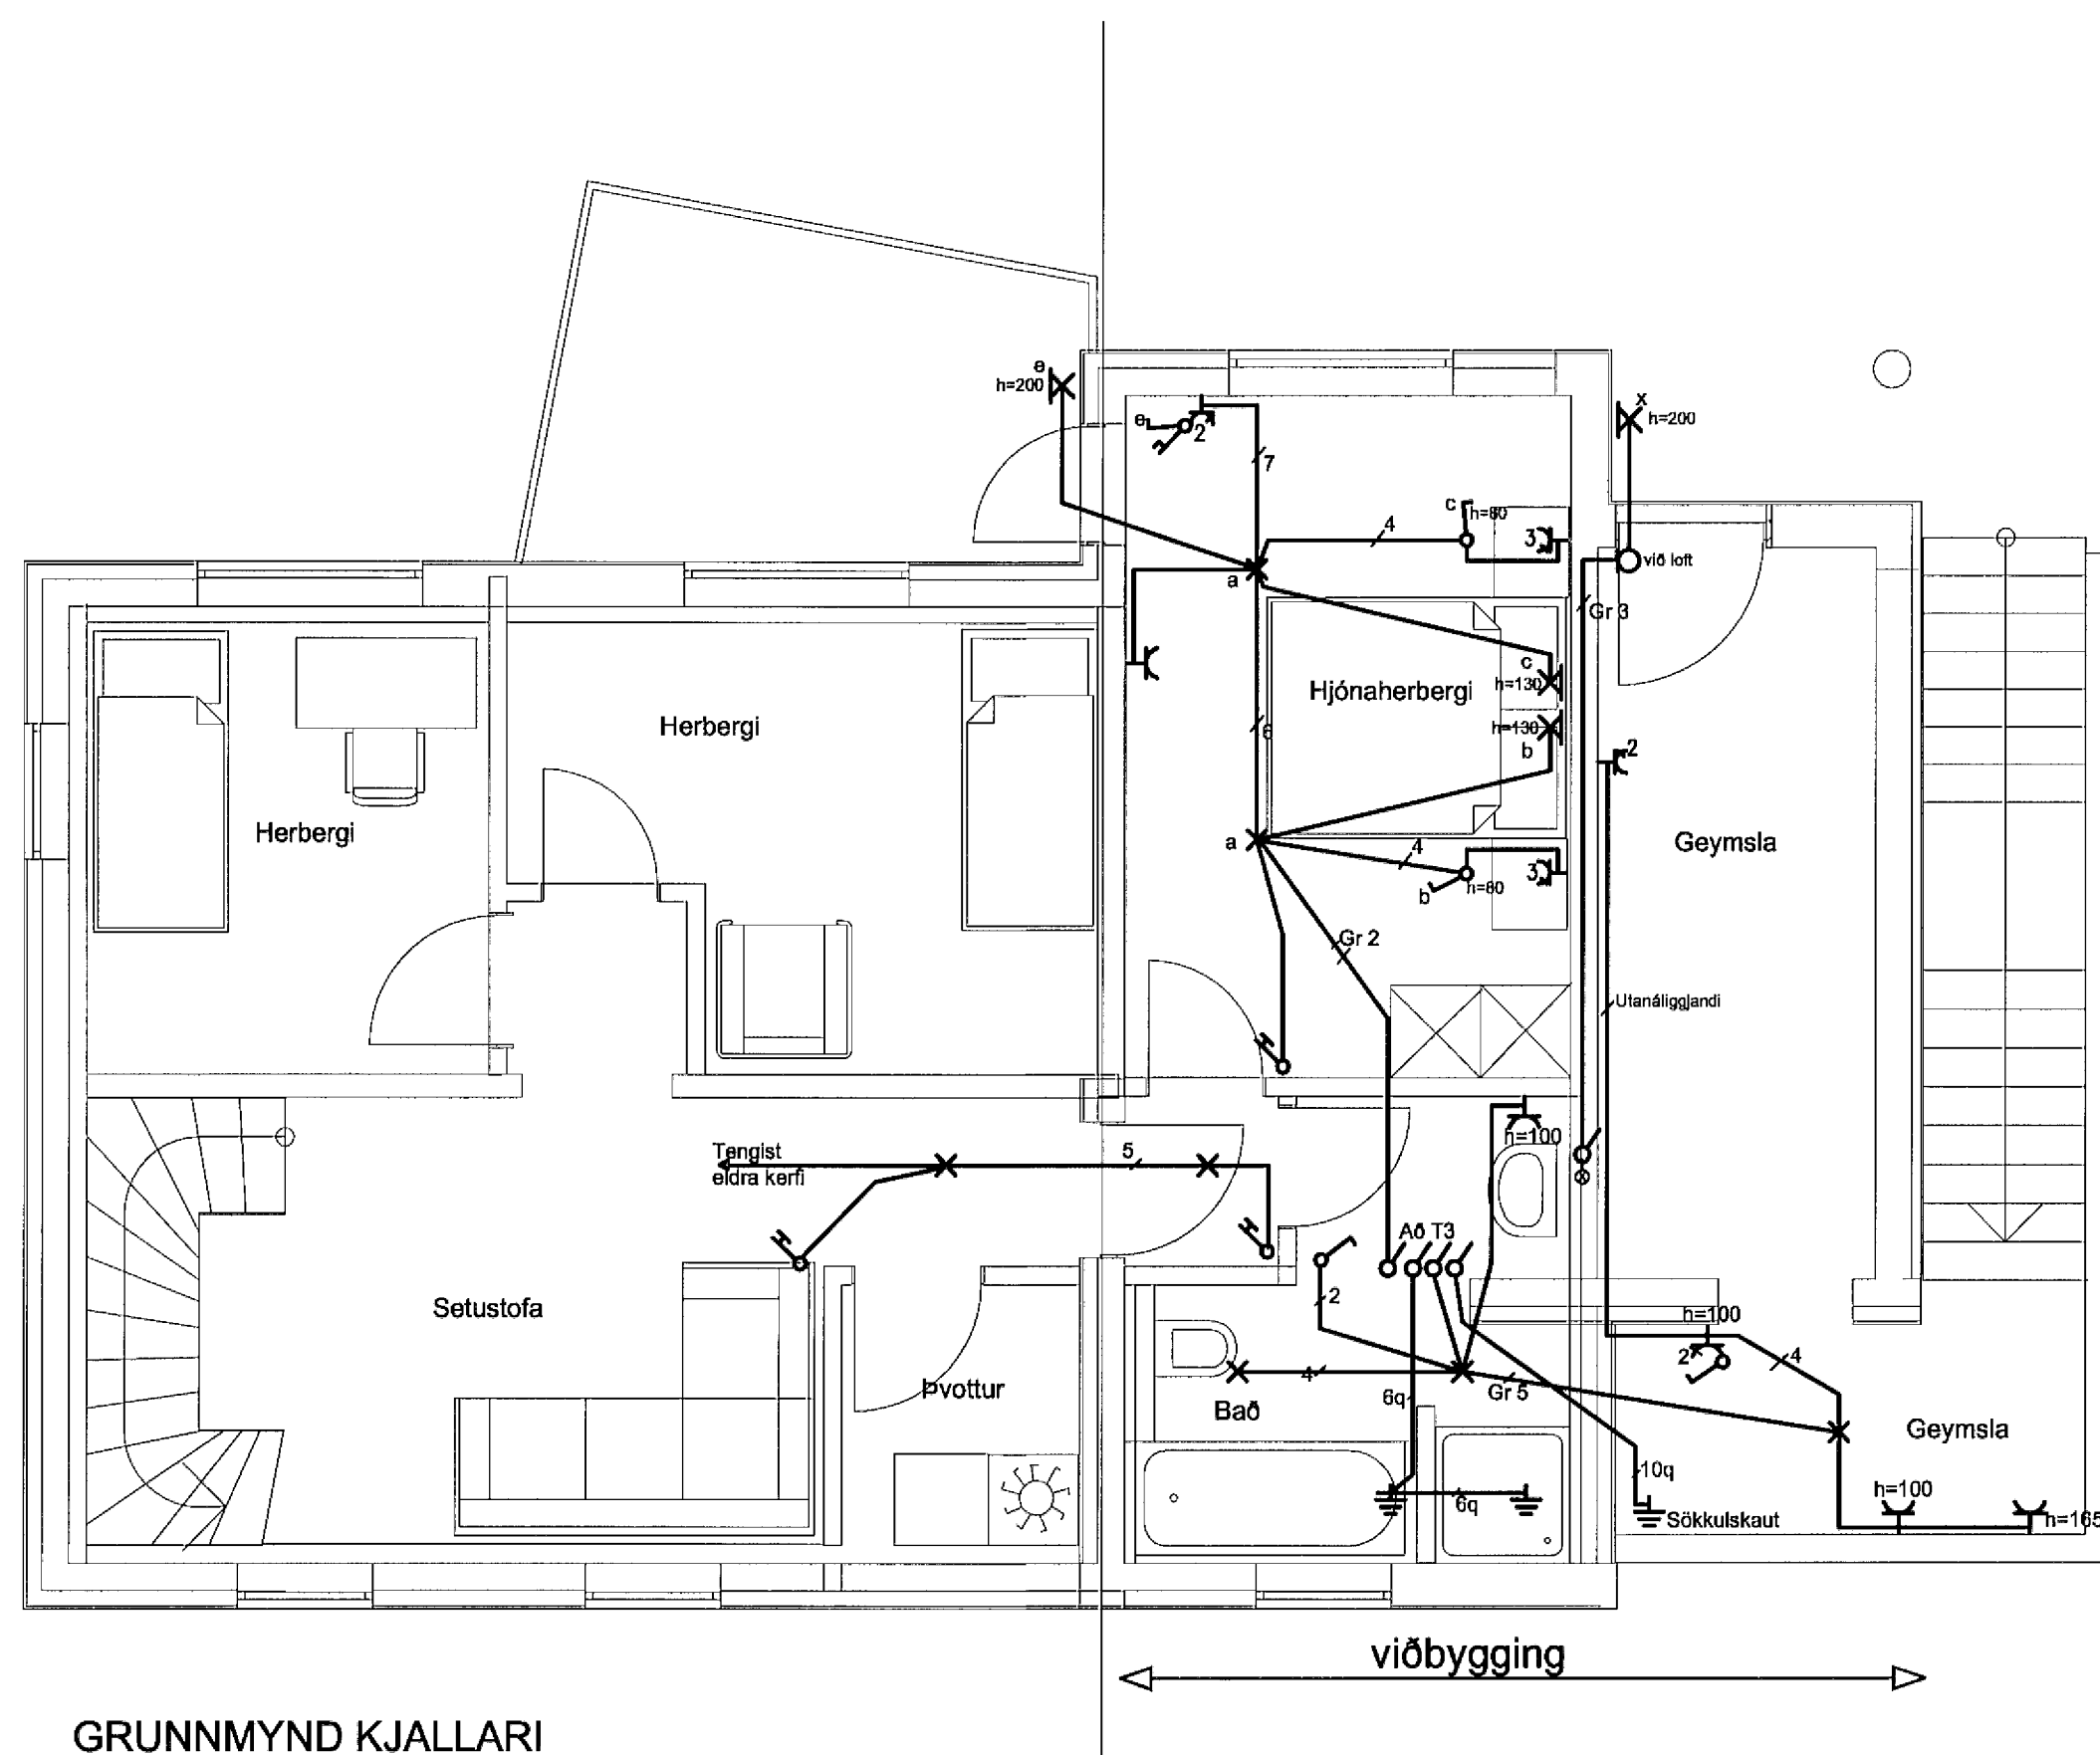 e
h=200
x
h=200
e
2
7
c
h=80
4
3
við loft
a
Gr 3
c
h=130
Hjónaherbergi
h=130
b
6
2
Herbergi
Herbergi
a
4
3
b
h=80
Geymsla
Gr 2
Utanáliggjandi
h=100
Tengist
eldra kerfi
5
Að T3
Setustofa
2
h=100
2
4
Þvottur
4
6q
Gr 5
Bað
Geymsla
10q
6q
h=100
Sökkulskaut
h=165
viðbygging
GRUNNMYND KJALLARI